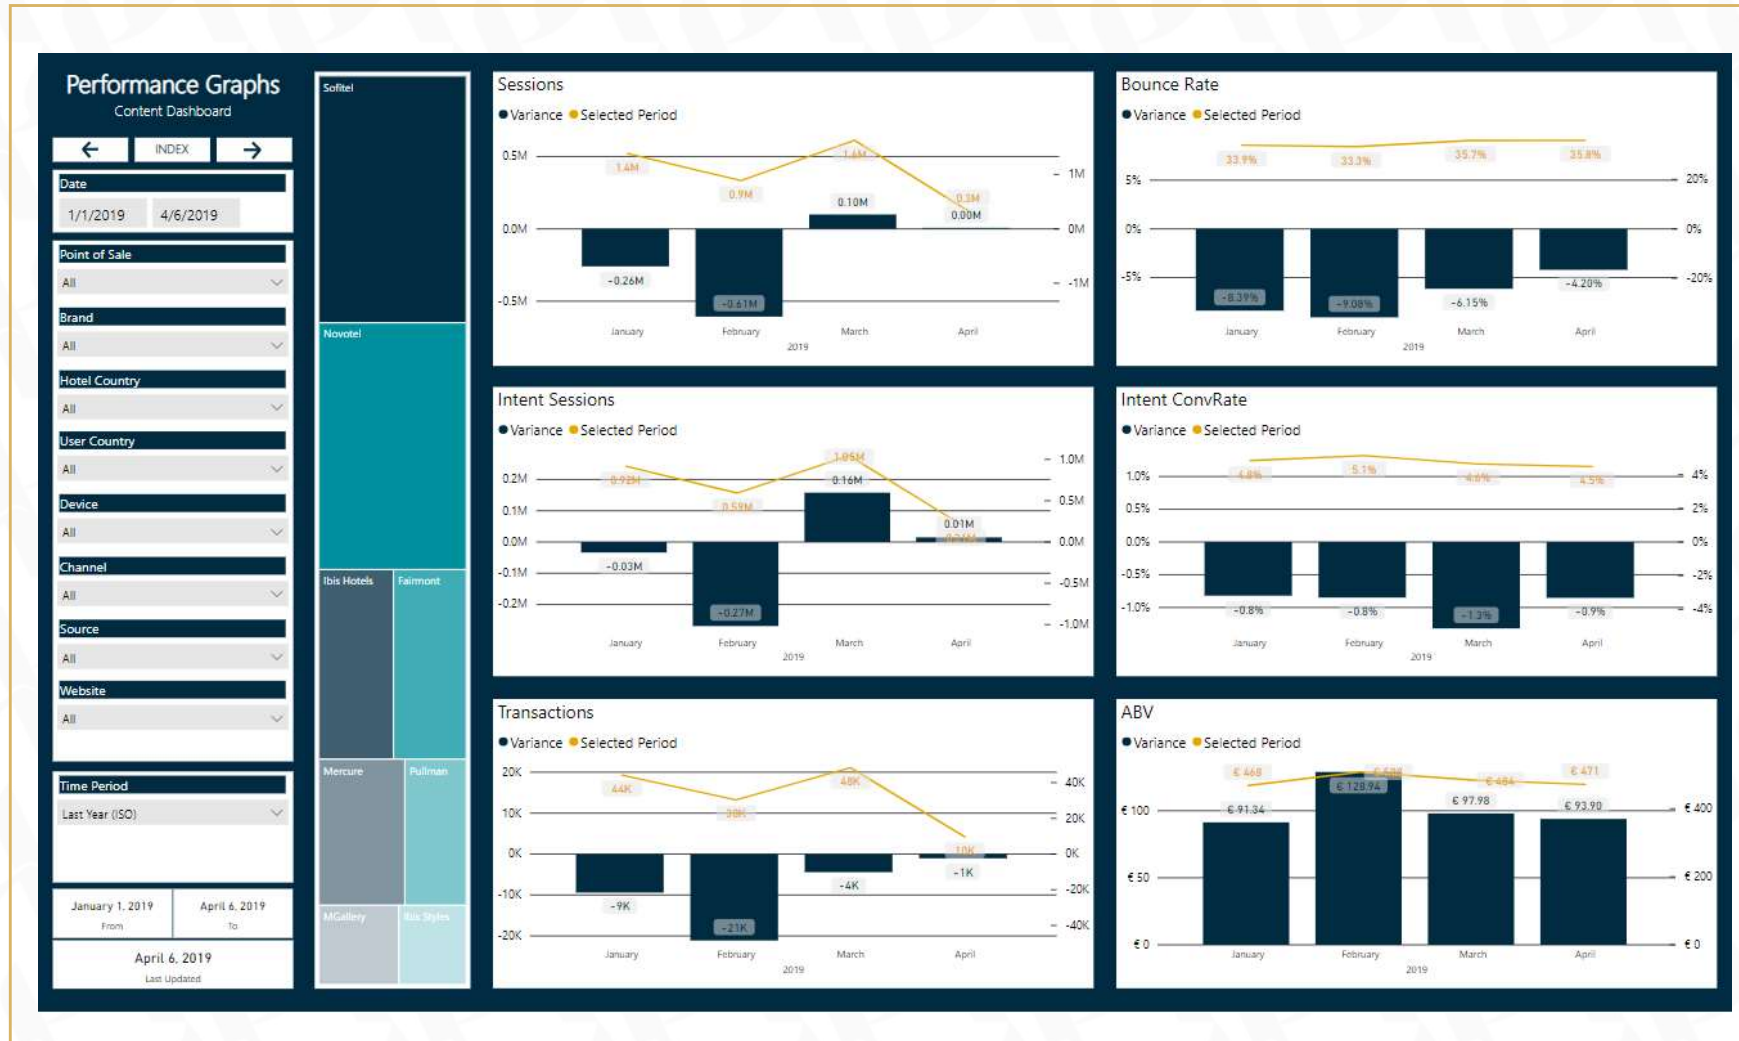 Performance Graphs
Content Dashboard
INDEX
Date
1/1/2019 4/6/2019
Point of Sale
All
Brand
All
Hotel Country
All
User Country
All
Device
All
Channel
All
Source
All
Website
All
Time Period
Last Year (ISO)
January 1, 2019 April 6, 2019
From To
April 6, 2019
Last Updated
Sofitel
Novotel
Ibis Hotels Fairmont
Mercure Pullman
MGallery Ibis Styles
Sessions
Variance Selected Period
0.5M
0.0M
-0.5M
1.4M
0.9M
1.6M
0.3M
-0.26M
-0.61M
0.10M
0.00M
1M
0M
-1M
January February March April
2019
Bounce Rate
Variance Selected Period
5%
0%
-5%
33.9%
33.3%
35.7%
35.8%
-8.39%
-9.08%
-6.15%
-4.20%
20%
0%
-20%
January February March April
2019
Intent Sessions
Variance Selected Period
0.2M
0.1M
0.0M
-0.1M
-0.2M
0.92M
0.59M
1.05M
-0.03M
-0.27M
0.16M
0.01M
1.0M
0.5M
0.0M
-0.5M
-1.0M
January February March April
2019
Intent ConvRate
Variance Selected Period
1.0%
0.5%
0.0%
-0.5%
-1.0%
4.8%
5.1%
4.6%
4.5%
-0.8%
-0.8%
-1.3%
-0.9%
4%
2%
0%
-2%
-4%
January February March April
2019
Transactions
Variance Selected Period
20K
10K
0K
-10K
-20K
44K
30K
48K
10K
-9K
-21K
-4K
-1K
40K
20K
0K
-20K
-40K
January February March April
2019
ABV
Variance Selected Period
€ 100
€ 50
€ 0
€ 468
€ 484
€ 471
€ 91.34
€ 128.94
€ 97.98
€ 93.90
€ 400
€ 200
€ 0
January February March April
2019